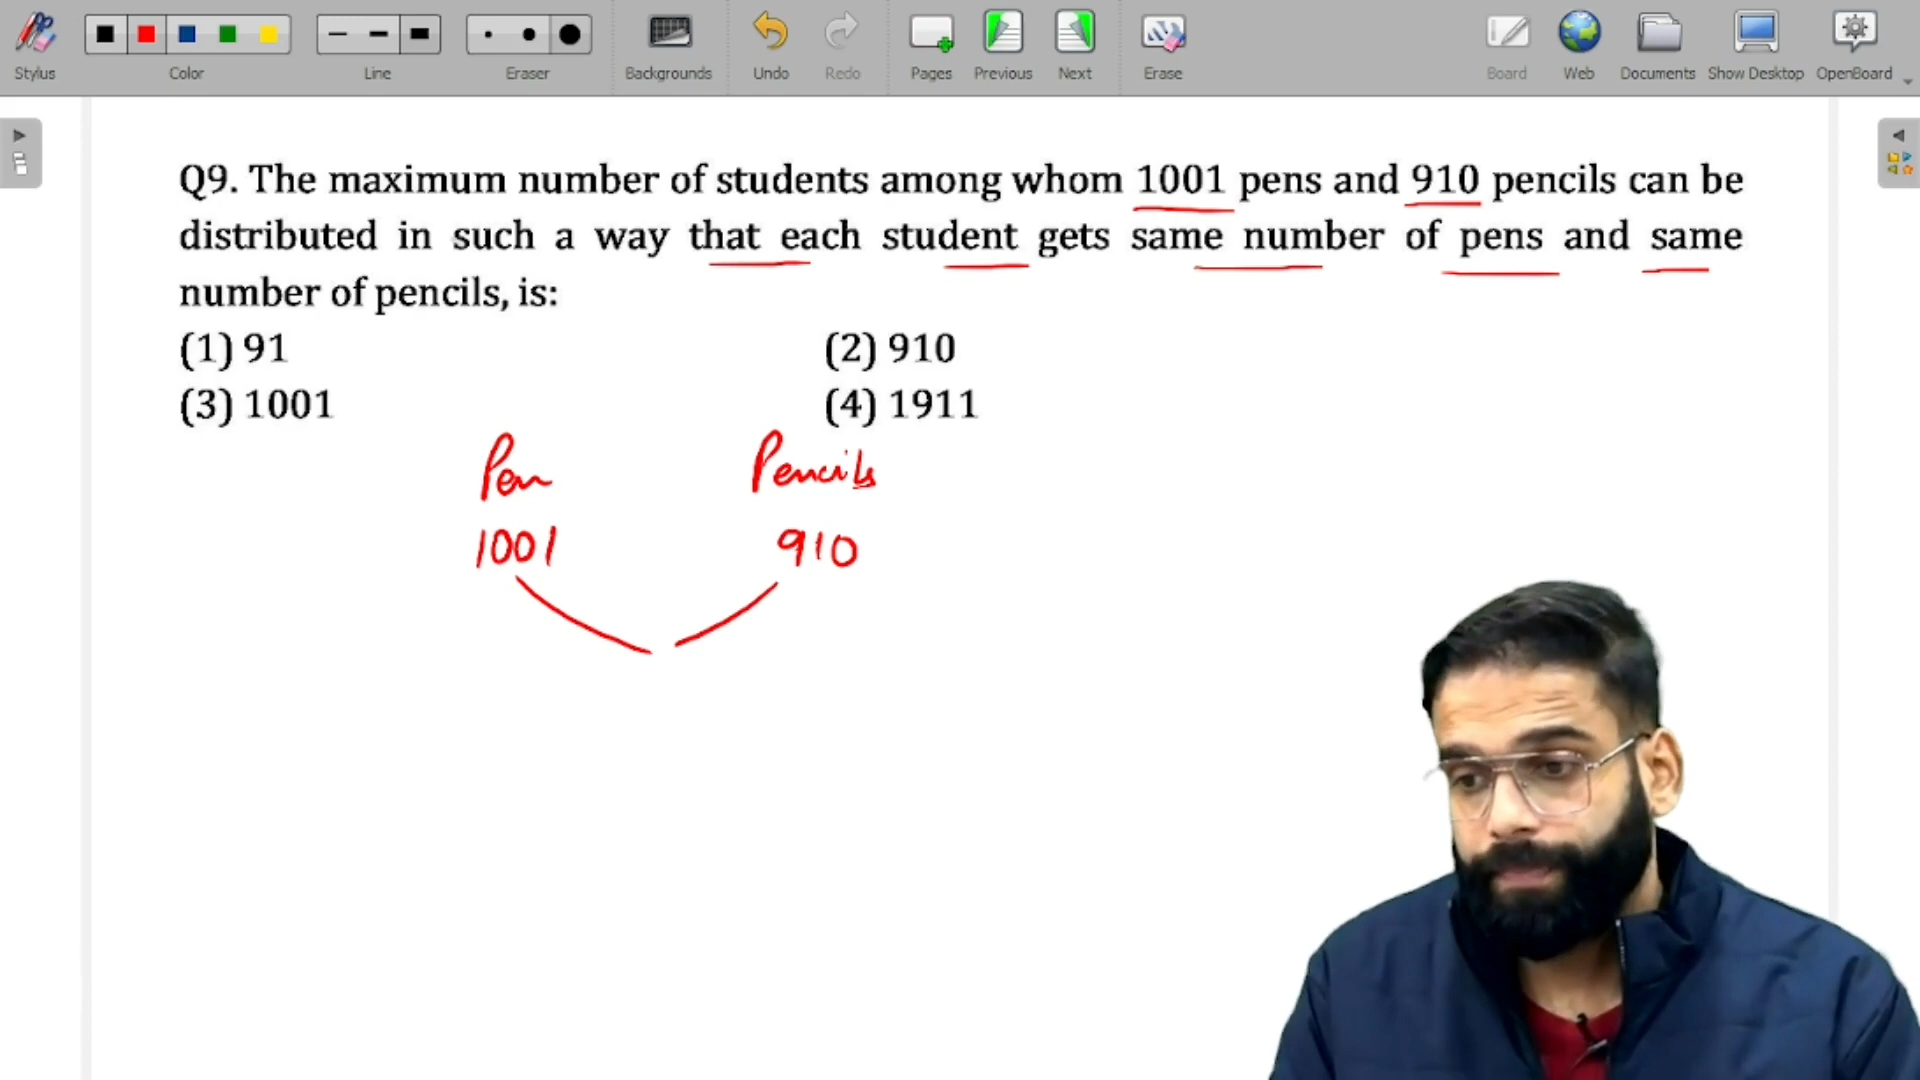 Stylus Color Line Eraser Backgrounds Undo Redo Pages Previous Next Erase Board Web Documents Show Desktop OpenBoard
Q9. The maximum number of students among whom 1001 pens and 910 pencils can be
distributed in such a way that each student gets same number of pens and same
number of pencils, is:
(1) 91 (2) 910
(3) 1001 (4) 1911
Pen Pencils
1001 910